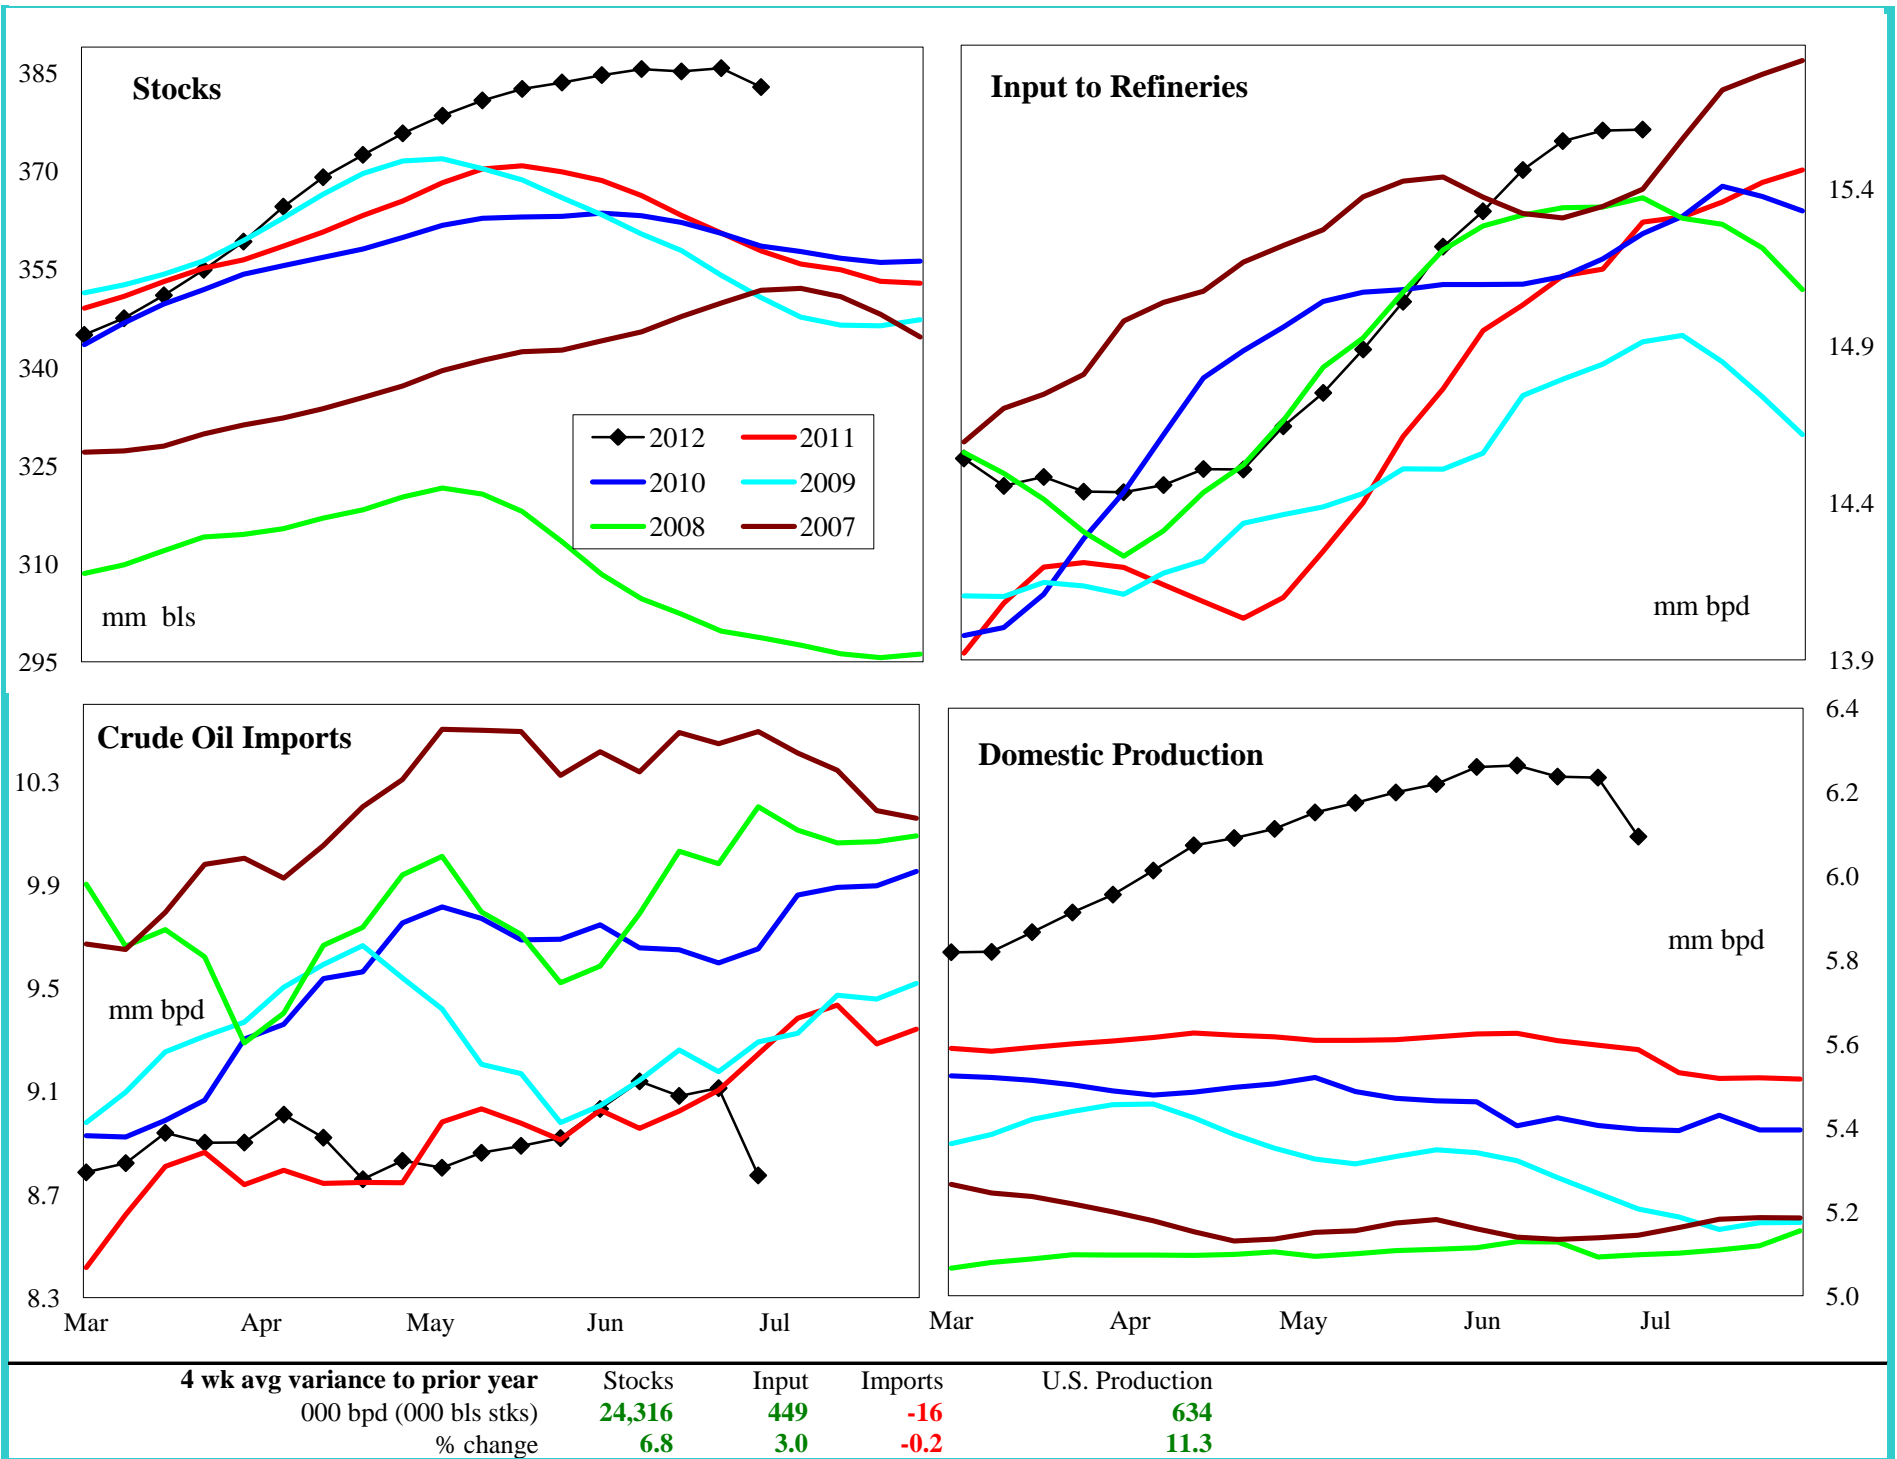 Stocks
385
370
355
340
325
310
295
mm bls
2012 2011
2010 2009
2008 2007
Input to Refineries
15.4
14.9
14.4
13.9
mm bpd
Crude Oil Imports
10.3
9.9
9.5
9.1
8.7
8.3
mm bpd
Mar Apr May Jun Jul
Domestic Production
6.4
6.2
6.0
5.8
5.6
5.4
5.2
5.0
mm bpd
Mar Apr May Jun Jul
4 wk avg variance to prior year Stocks Input Imports U.S. Production
000 bpd (000 bls stks) 24,316 449 -16 634
% change 6.8 3.0 -0.2 11.3